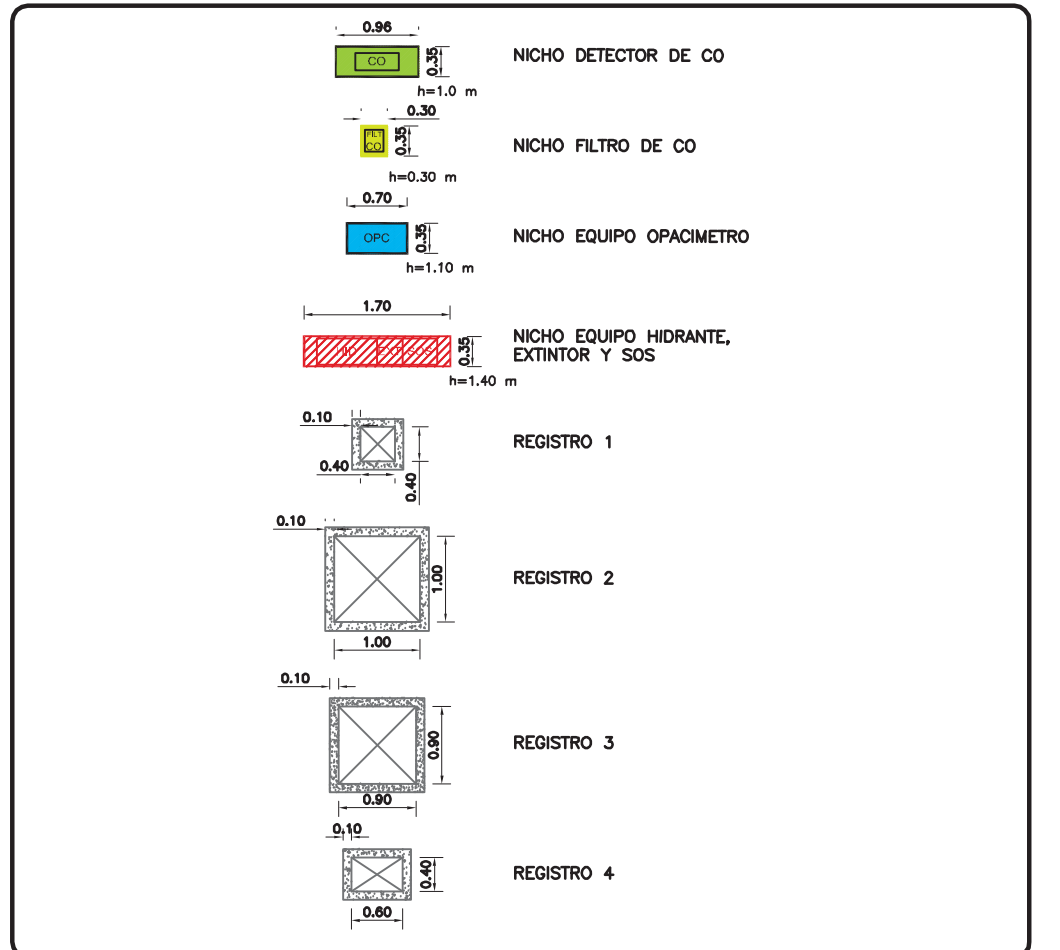 0.96
CO
0.35
NICHO DETECTOR DE CO
h=1.0 m
0.30
FILT
CO
0.35
NICHO FILTRO DE CO
h=0.30 m
0.70
OPC
0.35
NICHO EQUIPO OPACIMETRO
h=1.10 m
1.70
HID EXT SOS
0.35
NICHO EQUIPO HIDRANTE,
EXTINTOR Y SOS
h=1.40 m
0.10
REGISTRO 1
0.40
0.40
0.10
1.00
REGISTRO 2
1.00
0.10
0.90
REGISTRO 3
0.90
0.10
0.40
REGISTRO 4
0.60